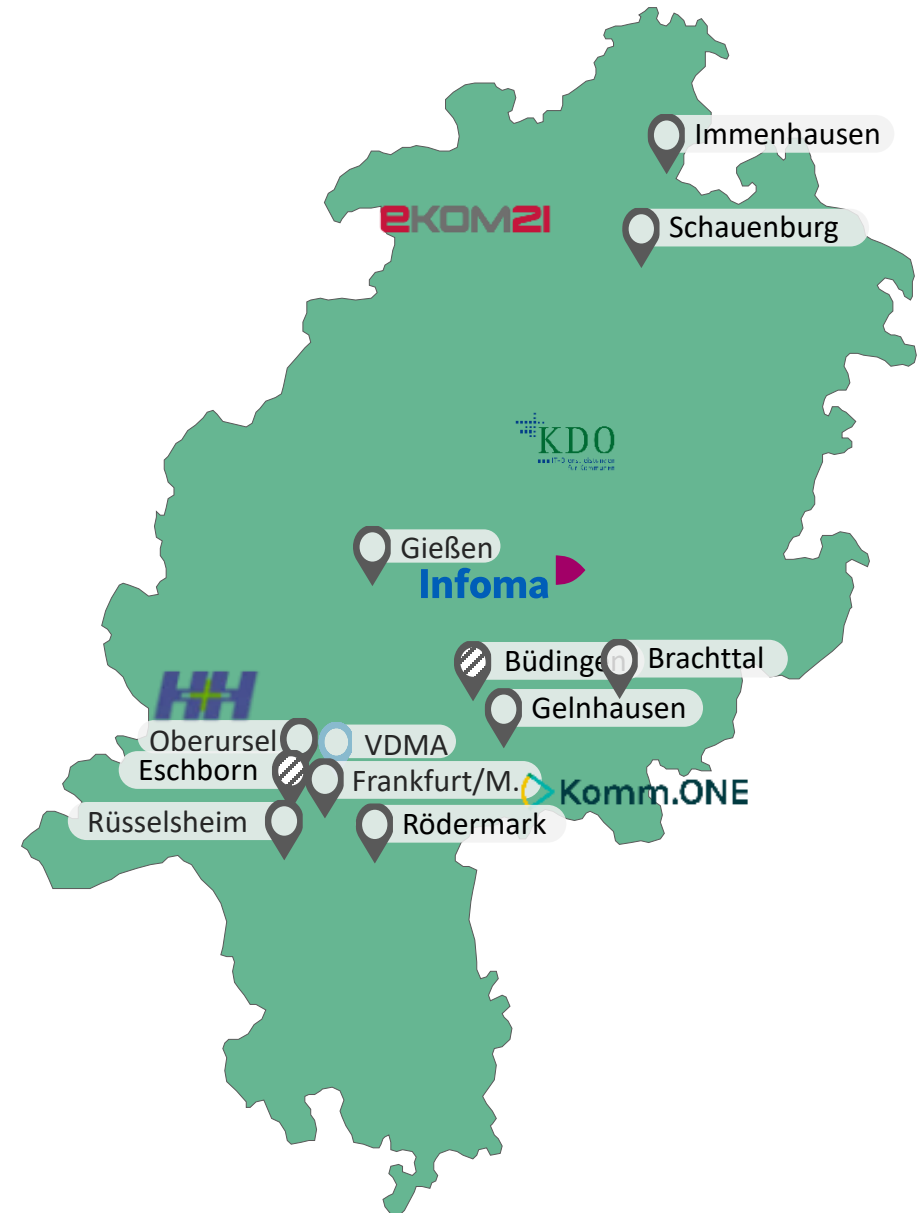 Immenhausen
ekom21
Schauenburg
KDO
Gießen
Infoma
Büdingen
Brachttal
H+H
Gelnhausen
Oberursel
VDMA
Eschborn
Frankfurt/M.
Komm.ONE
Rüsselsheim
Rödermark